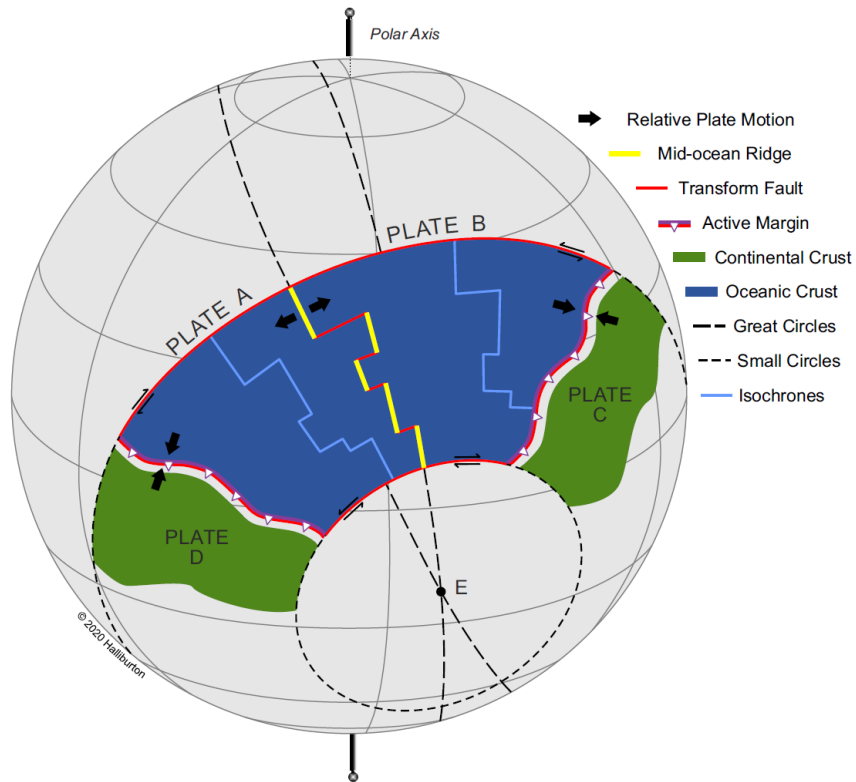 Polar Axis
Relative Plate Motion
Mid-ocean Ridge
Transform Fault
Active Margin
Continental Crust
Oceanic Crust
Great Circles
Small Circles
Isochrones
PLATE A
PLATE B
PLATE
C
PLATE
D
E
© 2020 Halliburton